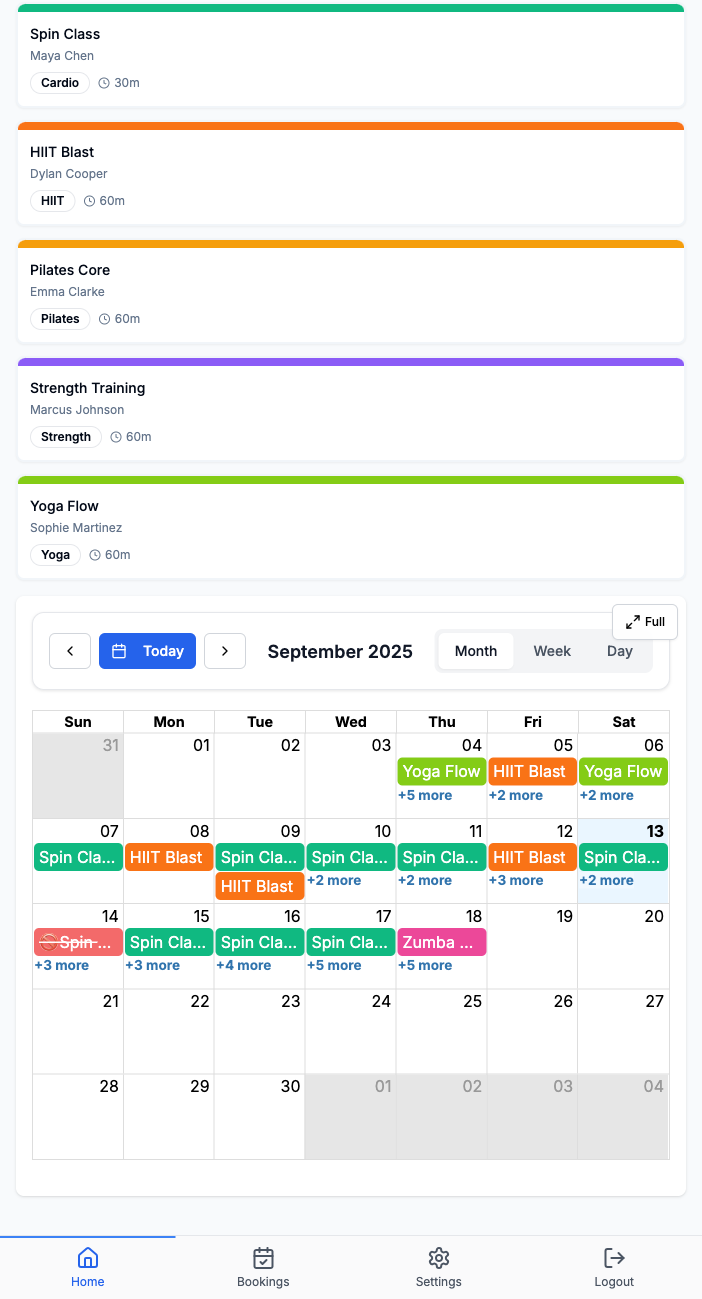 Spin Class
Maya Chen
Cardio 30m
HIIT Blast
Dylan Cooper
HIIT 60m
Pilates Core
Emma Clarke
Pilates 60m
Strength Training
Marcus Johnson
Strength 60m
Yoga Flow
Sophie Martinez
Yoga 60m
Full
Today September 2025 Month Week Day
Sun Mon Tue Wed Thu Fri Sat
31 01 02 03 04 05 06
Yoga Flow HIIT Blast Yoga Flow
+5 more +2 more +2 more
07 08 09 10 11 12 13
Spin Cla... HIIT Blast Spin Cla... Spin Cla... Spin Cla... HIIT Blast Spin Cla...
HIIT Blast +2 more +2 more +3 more +2 more
14 15 16 17 18 19 20
Spin ... Spin Cla... Spin Cla... Spin Cla... Zumba ...
+3 more +3 more +4 more +5 more +5 more
21 22 23 24 25 26 27
28 29 30 01 02 03 04
Home Bookings Settings Logout